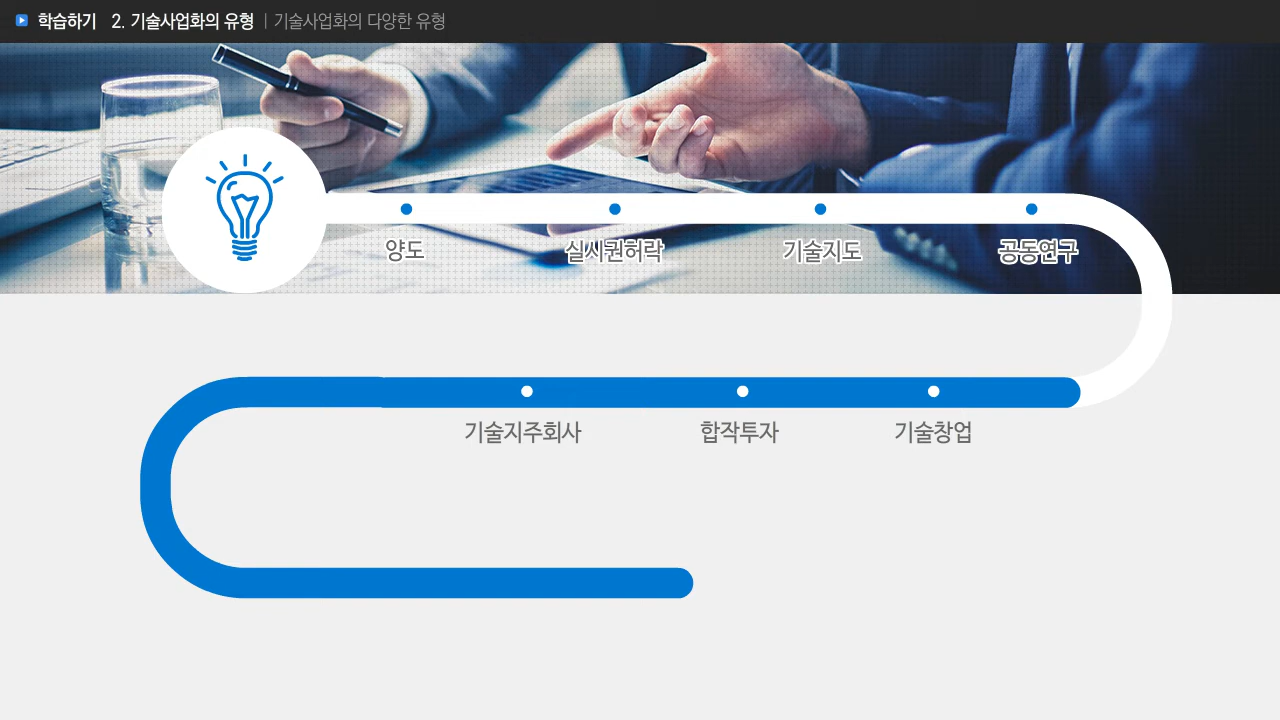 학습하기 2. 기술사업화의 유형 | 기술사업화의 다양한 유형
양도 실시권허락 기술지도 공동연구
기술지주회사 합작투자 기술창업